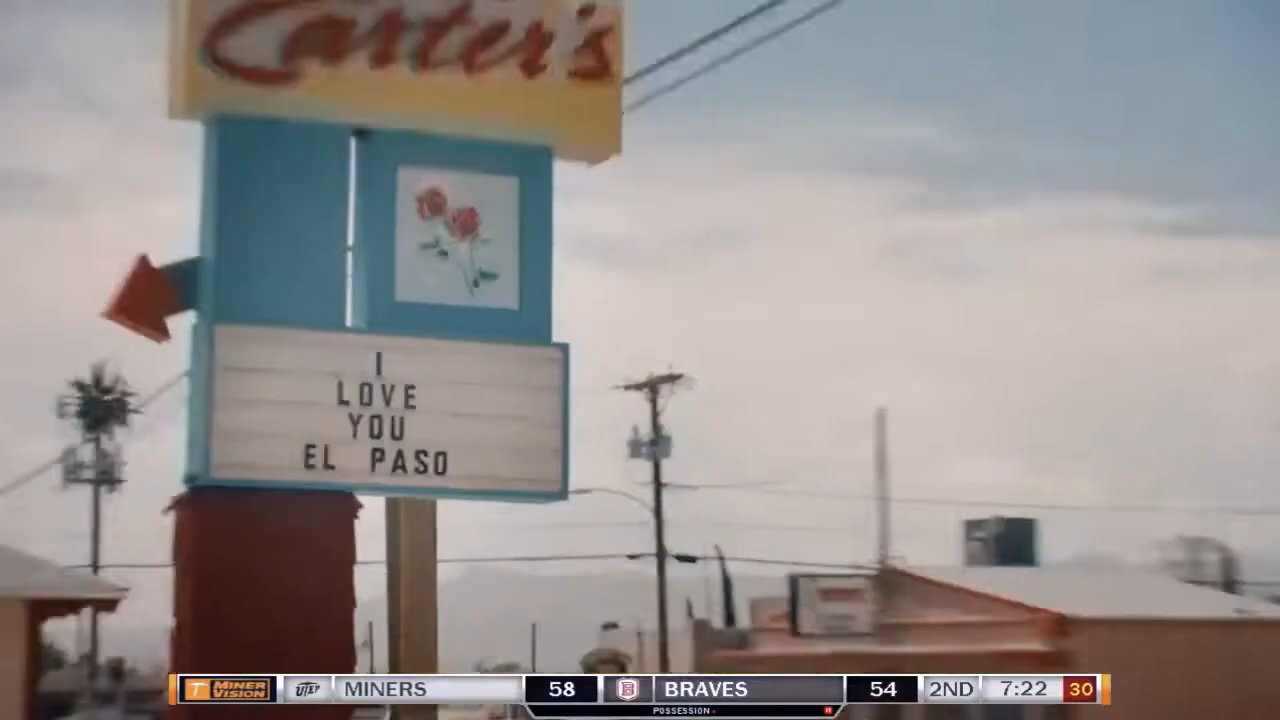 Carter's
I
LOVE
YOU
EL PASO
T MINER VISION UTEP MINERS 58 B BRAVES 54 2ND 7:22 30
POSSESSION -